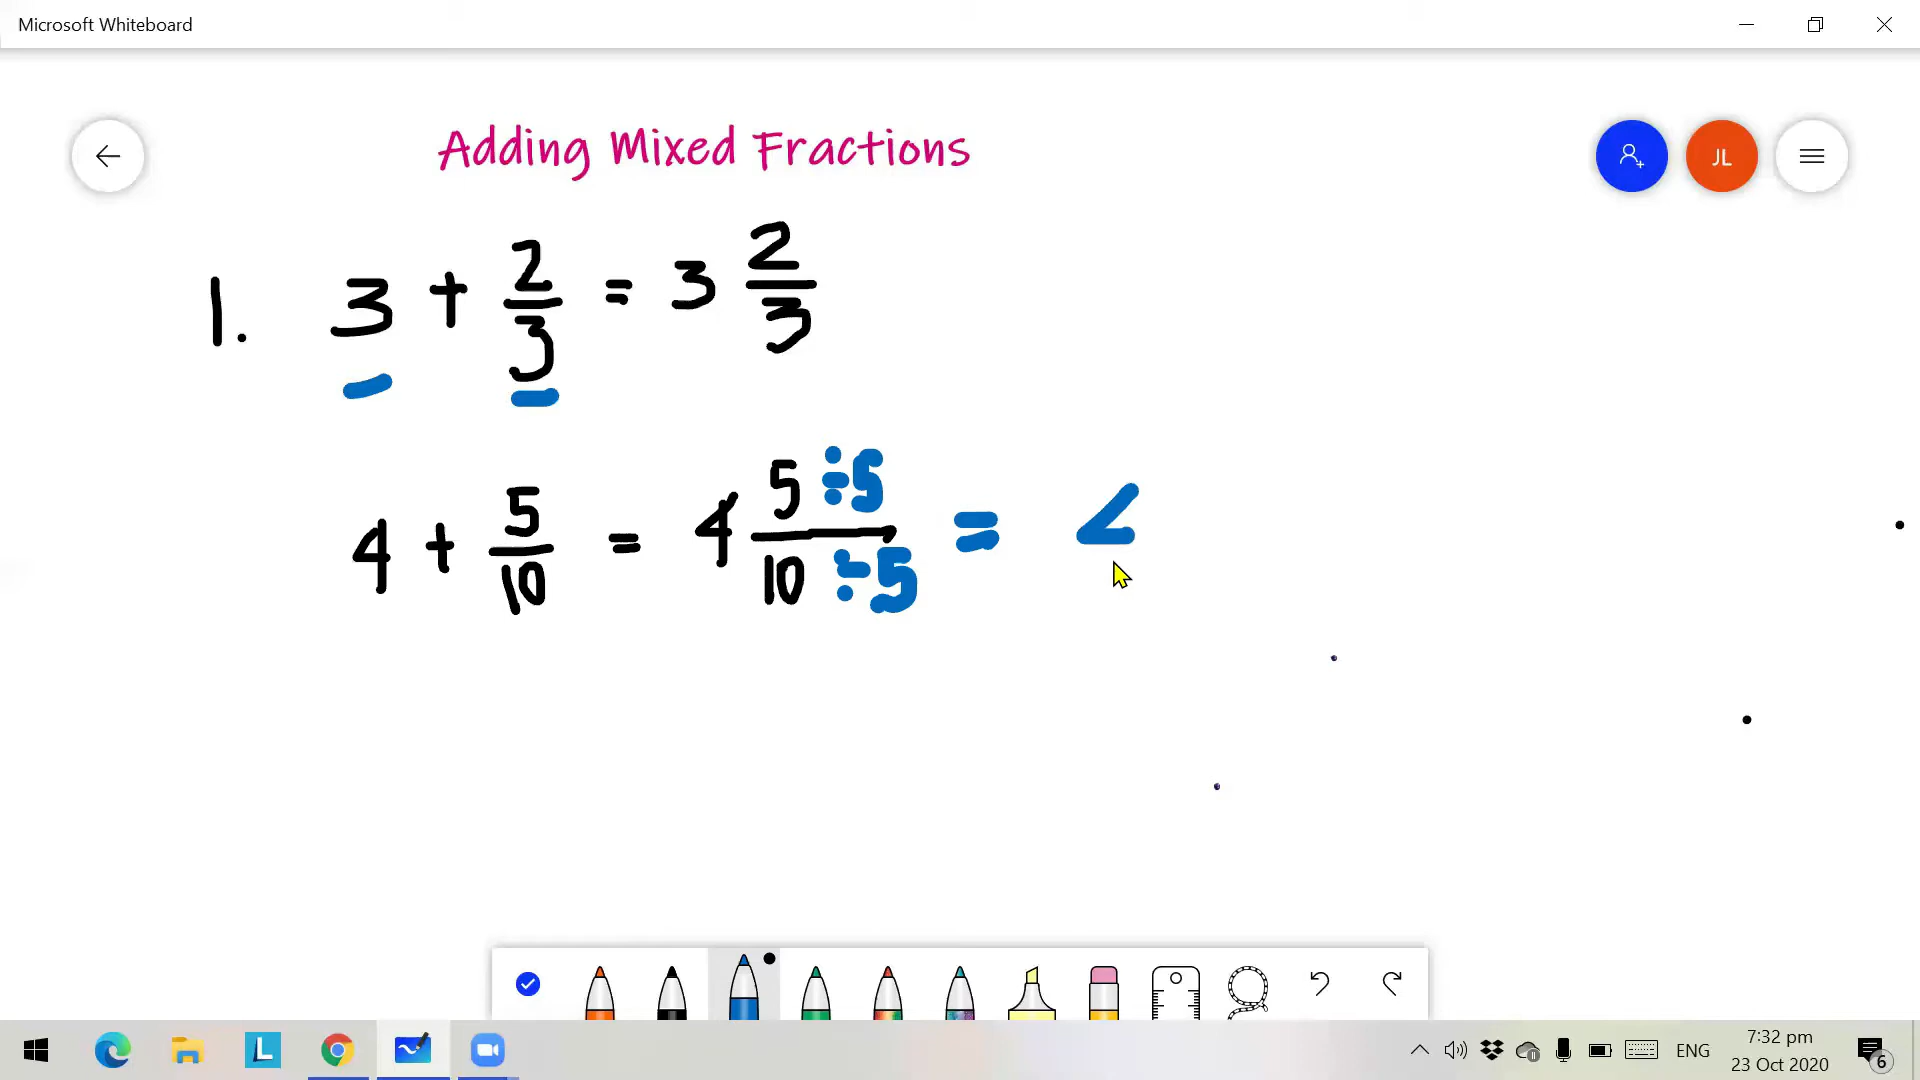 Microsoft Whiteboard
Adding Mixed Fractions
JL
1. 3 + 2/3 = 3 2/3
4 + 5/10 = 4 5÷5/10÷5 =
L
ENG
7:32 pm
23 Oct 2020
6